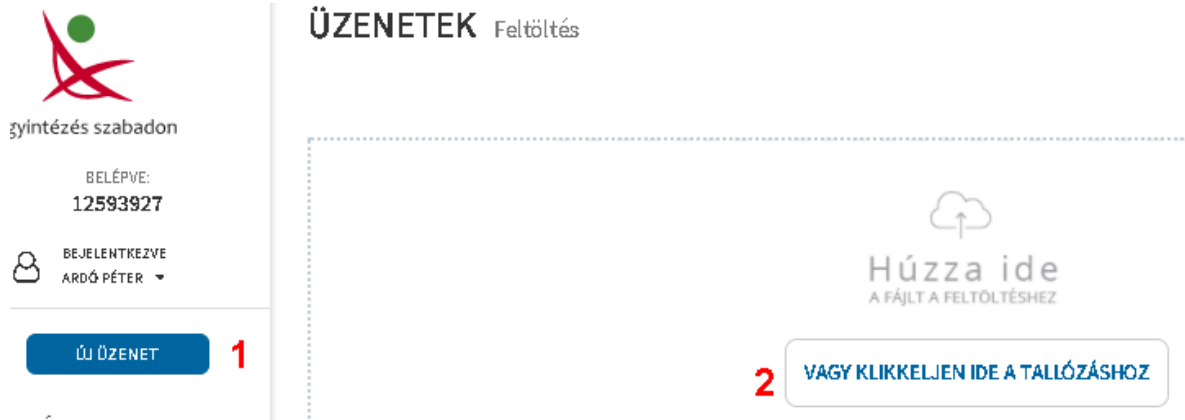 ÜZENETEK Feltöltés
gyintézés szabadon
BELÉPVE:
12593927
BEJELENTKEZVE
ARDÓ PÉTER
ÚJ ÜZENET 1
Húzza ide
A FÁJLT A FELTÖLTÉSHEZ
2 VAGY KLIKKELJEN IDE A TALLÓZÁSHOZ